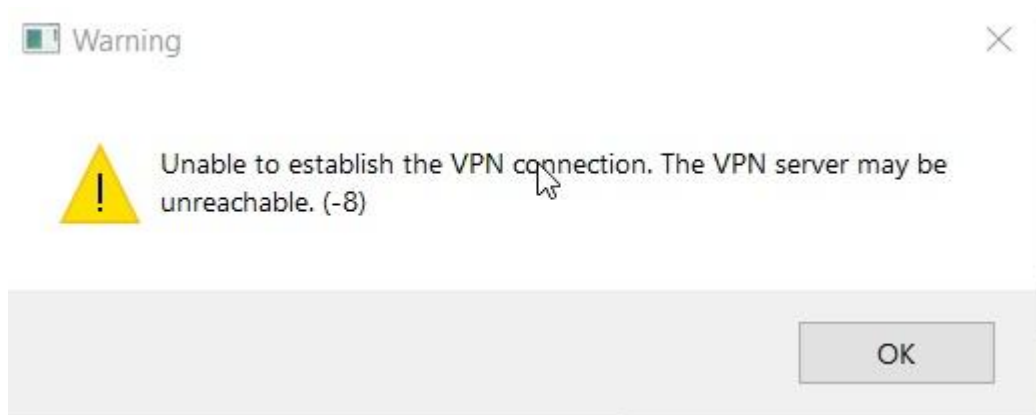 Warning
Unable to establish the VPN connection. The VPN server may be
unreachable. (-8)
OK